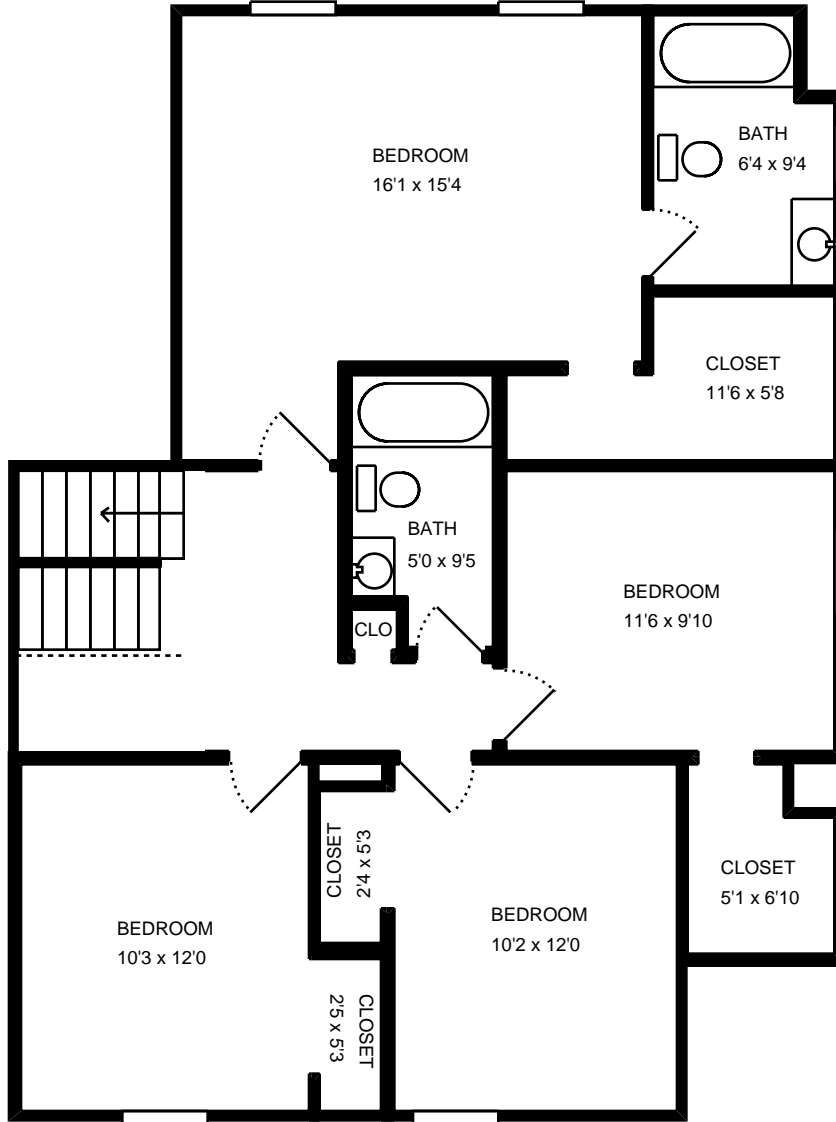 BEDROOM
16'1 x 15'4
BATH
6'4 x 9'4
CLOSET
11'6 x 5'8
BATH
5'0 x 9'5
CLO
BEDROOM
11'6 x 9'10
CLOSET
2'4 x 5'3
CLOSET
5'1 x 6'10
BEDROOM
10'3 x 12'0
BEDROOM
10'2 x 12'0
CLOSET
2'5 x 5'3